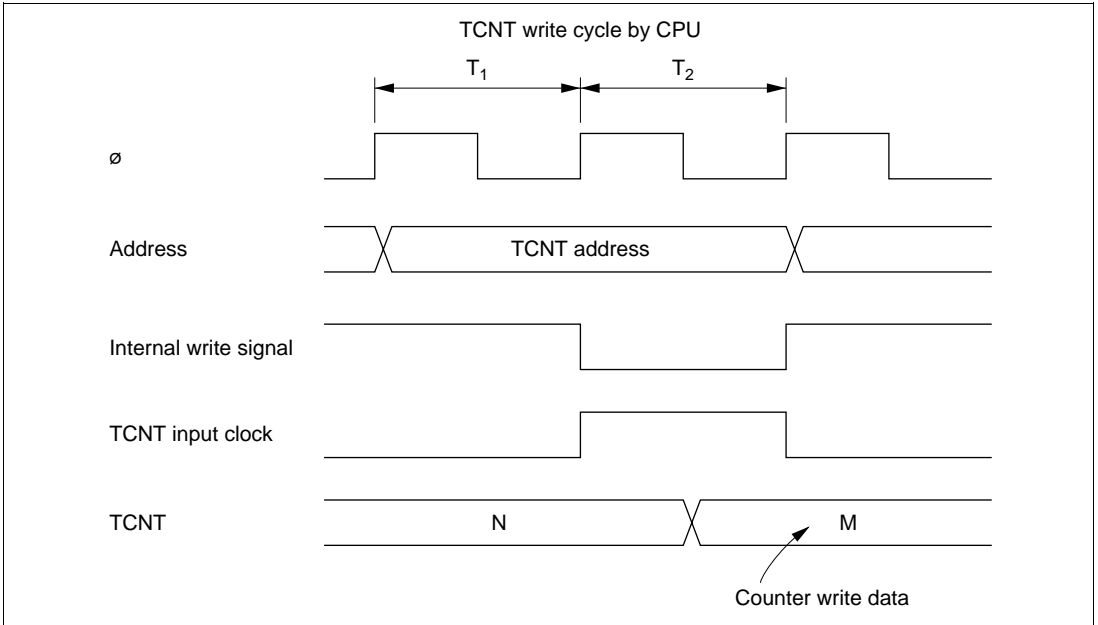 TCNT write cycle by CPU
T1 T2
ø
Address TCNT address
Internal write signal
TCNT input clock
TCNT N M
Counter write data